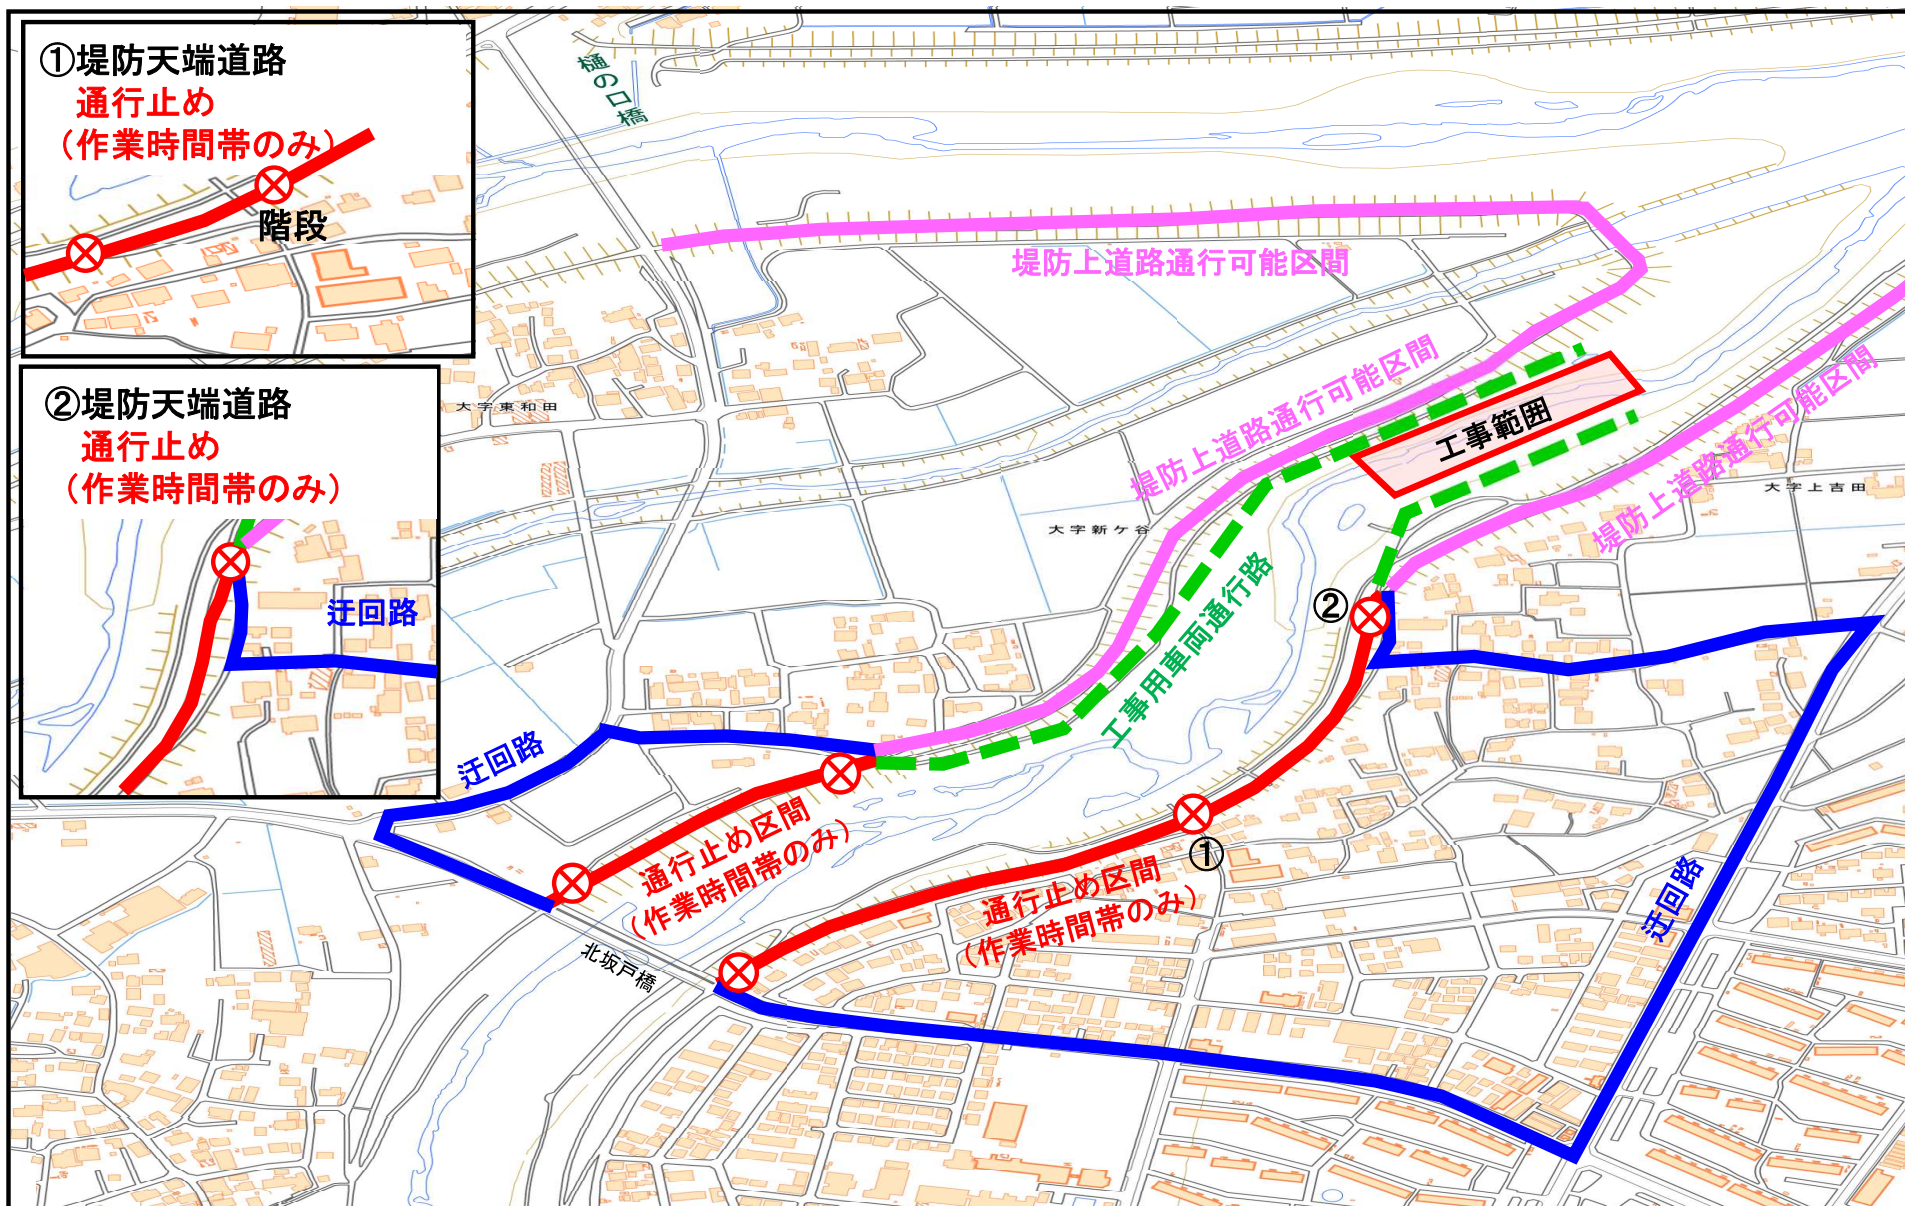 ①堤防天端道路
通行止め
（作業時間帯のみ）
階段
②堤防天端道路
通行止め
（作業時間帯のみ）
迂回路
樋の口橋
堤防上道路通行可能区間
堤防上道路通行可能区間
堤防上道路通行可能区間
工事範囲
大字東和田
大字上吉田
大字新ケ谷
工事用車両通行路
②
迂回路
通行止め区間
（作業時間帯のみ）
①
通行止め区間
（作業時間帯のみ）
迂回路
北坂戸橋